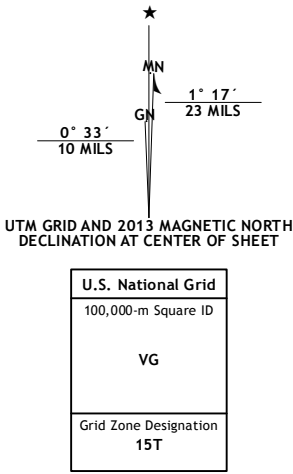 ★
MN
1° 17´
23 MILS
GN
0° 33´
10 MILS
UTM GRID AND 2013 MAGNETIC NORTH
DECLINATION AT CENTER OF SHEET
U.S. National Grid
100,000-m Square ID
VG
Grid Zone Designation
15T